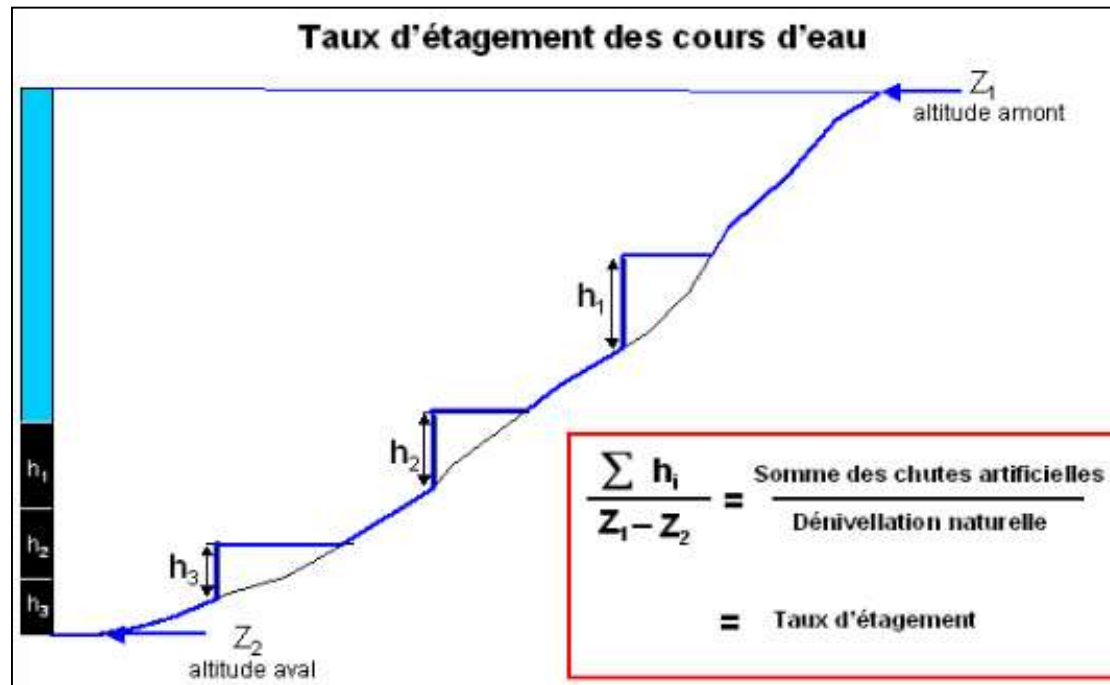 Taux d'étagement des cours d'eau
Z₁
altitude amont
h₁
h₂
h₃
h₁
h₂
h₃
Z₂
altitude aval
∑ hᵢ / Z₁ – Z₂ = Somme des chutes artificielles / Dénivellation naturelle
= Taux d'étagement